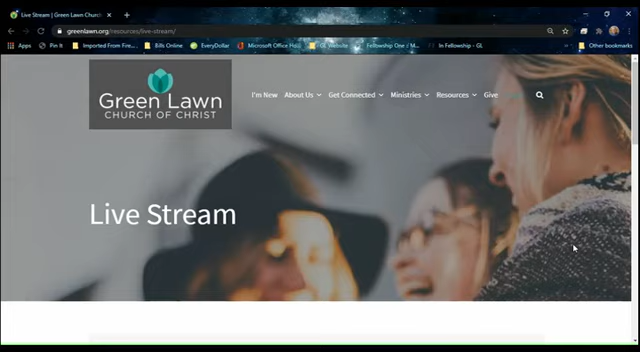 Live Stream | Green Lawn Church
greenlawn.org/resources/live-stream/
Apps Pin It Imported From Fire... Bills Online EveryDollar Microsoft Office Ho... GL Website Fellowship One In Fellowship - GL Other bookmarks
Green Lawn
CHURCH OF CHRIST
I'm New About Us Get Connected Ministries Resources Give
Live Stream